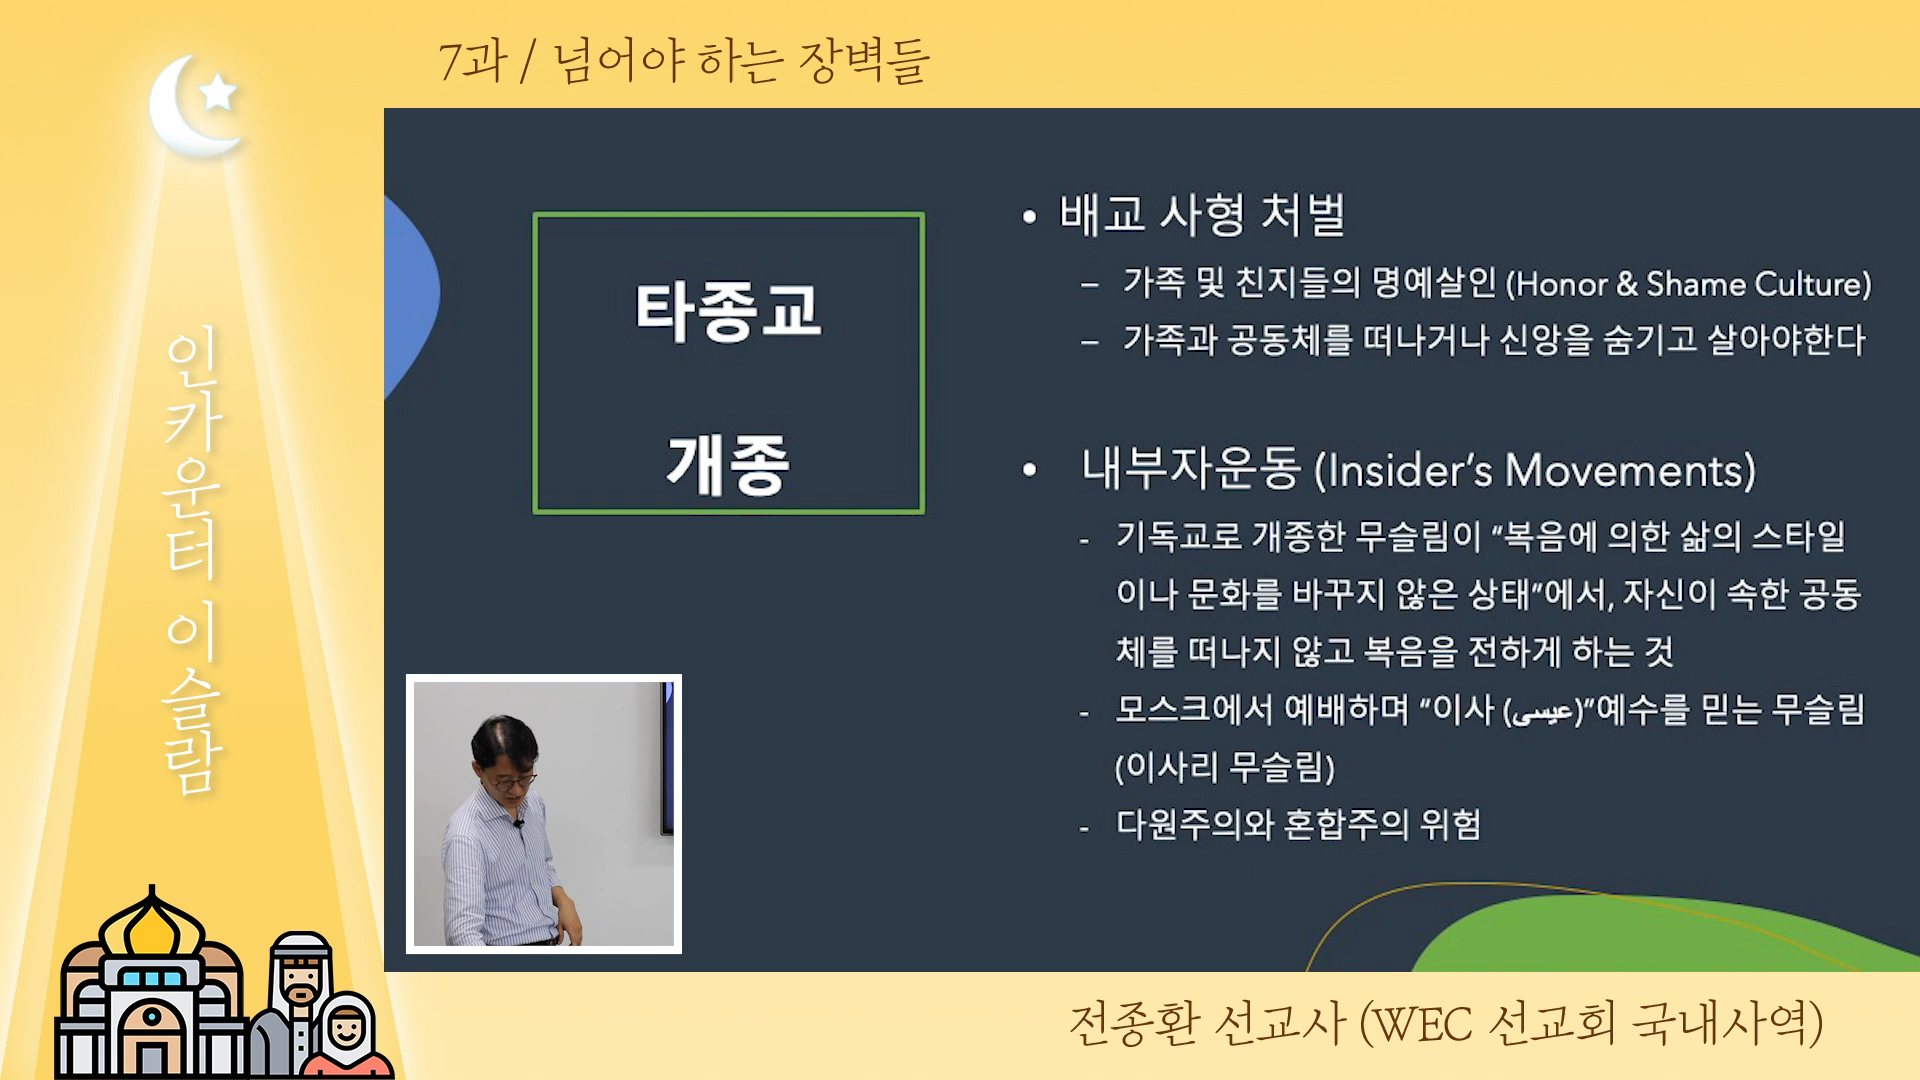 7과 / 넘어야 하는 장벽들
인카운터 이슬람
타종교
개종
• 배교 사형 처벌
– 가족 및 친지들의 명예살인 (Honor & Shame Culture)
– 가족과 공동체를 떠나거나 신앙을 숨기고 살아야한다
• 내부자운동 (Insider’s Movements)
- 기독교로 개종한 무슬림이 “복음에 의한 삶의 스타일
이나 문화를 바꾸지 않은 상태”에서, 자신이 속한 공동
체를 떠나지 않고 복음을 전하게 하는 것
- 모스크에서 예배하며 “이사 (عيسى)”예수를 믿는 무슬림
(이사리 무슬림)
- 다원주의와 혼합주의 위험
전종환 선교사 (WEC 선교회 국내사역)